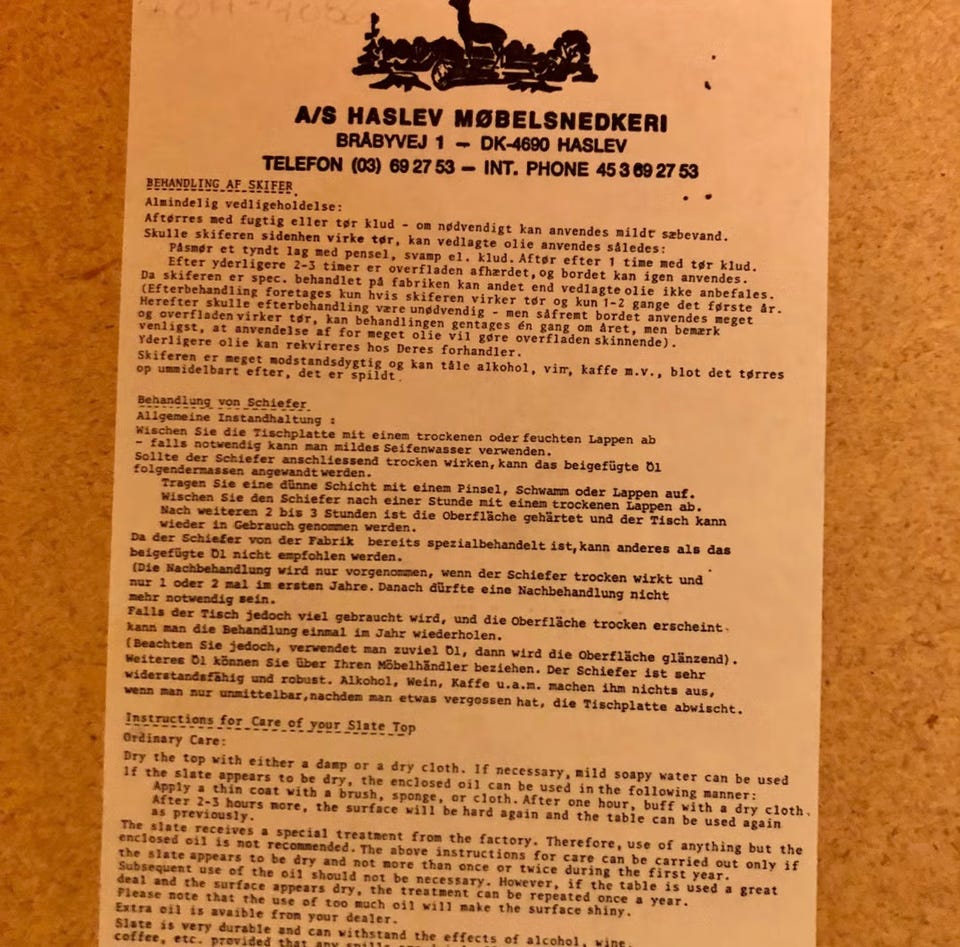 A/S HASLEV MØBELSNEDKERI
BRÅBYVEJ 1 — DK-4690 HASLEV
TELEFON (03) 69 27 53 — INT. PHONE 45 3 69 27 53
BEHANDLING AF SKIFER
Almindelig vedligeholdelse:
Aftørres med fugtig eller tør klud - om nødvendigt kan anvendes mildt sæbevand.
Skulle skiferen sidenhen virke tør, kan vedlagte olie anvendes således:
Påsmør et tyndt lag med pensel, svamp el. klud. Aftør efter 1 time med tør klud.
Efter yderligere 2-3 timer er overfladen afhærdet, og bordet kan igen anvendes.
Da skiferen er spec. behandlet på fabriken kan andet end vedlagte olie ikke anbefales.
(Efterbehandling foretages kun hvis skiferen virker tør og kun 1-2 gange det første år.
Herefter skulle efterbehandling være unødvendig - men såfremt bordet anvendes meget
og overfladen virker tør, kan behandlingen gentages én gang om året, men bemærk
venligst, at anvendelse af for meget olie vil gøre overfladen skinnende).
Yderligere olie kan rekvireres hos Deres forhandler.
Skiferen er meget modstandsdygtig og kan tåle alkohol, vin, kaffe m.v., blot det tørres
op ummidelbart efter, det er spildt.
Behandlung von Schiefer
Allgemeine Instandhaltung :
Wischen Sie die Tischplatte mit einem trockenen oder feuchten Lappen ab
- falls notwendig kann man mildes Seifenwasser verwenden.
Sollte der Schiefer anschliessend trocken wirken, kann das beigefügte Öl
folgendermassen angewandt werden.
Tragen Sie eine dünne Schicht mit einem Pinsel, Schwamm oder Lappen auf.
Wischen Sie den Schiefer nach einer Stunde mit einem trockenen Lappen ab.
Nach weiteren 2 bis 3 Stunden ist die Oberfläche gehärtet und der Tisch kann
wieder in Gebrauch genommen werden.
Da der Schiefer von der Fabrik bereits spezialbehandelt ist, kann anderes als das
beigefügte Öl nicht empfohlen werden.
(Die Nachbehandlung wird nur vorgenommen, wenn der Schiefer trocken wirkt und
nur 1 oder 2 mal im ersten Jahre. Danach dürfte eine Nachbehandlung nicht
mehr notwendig sein.
Falls der Tisch jedoch viel gebraucht wird, und die Oberfläche trocken erscheint
kann man die Behandlung einmal im Jahr wiederholen.
(Beachten Sie jedoch, verwendet man zuviel Öl, dann wird die Oberfläche glänzend).
Weiteres Öl können Sie über Ihren Möbelhändler beziehen. Der Schiefer ist sehr
widerstandsfähig und robust. Alkohol, Wein, Kaffe u.a.m. machen ihm nichts aus,
wenn man nur unmittelbar, nachdem man etwas vergossen hat, die Tischplatte abwischt.
Instructions for Care of your Slate Top
Ordinary Care:
Dry the top with either a damp or a dry cloth. If necessary, mild soapy water can be used
If the slate appears to be dry, the enclosed oil can be used in the following manner:
Apply a thin coat with a brush, sponge, or cloth. After one hour, buff with a dry cloth.
After 2-3 hours more, the surface will be hard again and the table can be used again
as previously.
The slate receives a special treatment from the factory. Therefore, use of anything but the
enclosed oil is not recommended. The above instructions for care can be carried out only if
the slate appears to be dry and not more than once or twice during the first year.
Subsequent use of the oil should not be necessary. However, if the table is used a great
deal and the surface appears dry, the treatment can be repeated once a year.
Please note that the use of too much oil will make the surface shiny.
Extra oil is avaible from your dealer.
Slate is very durable and can withstand the effects of alcohol, wine,
coffee, etc. provided that any spills